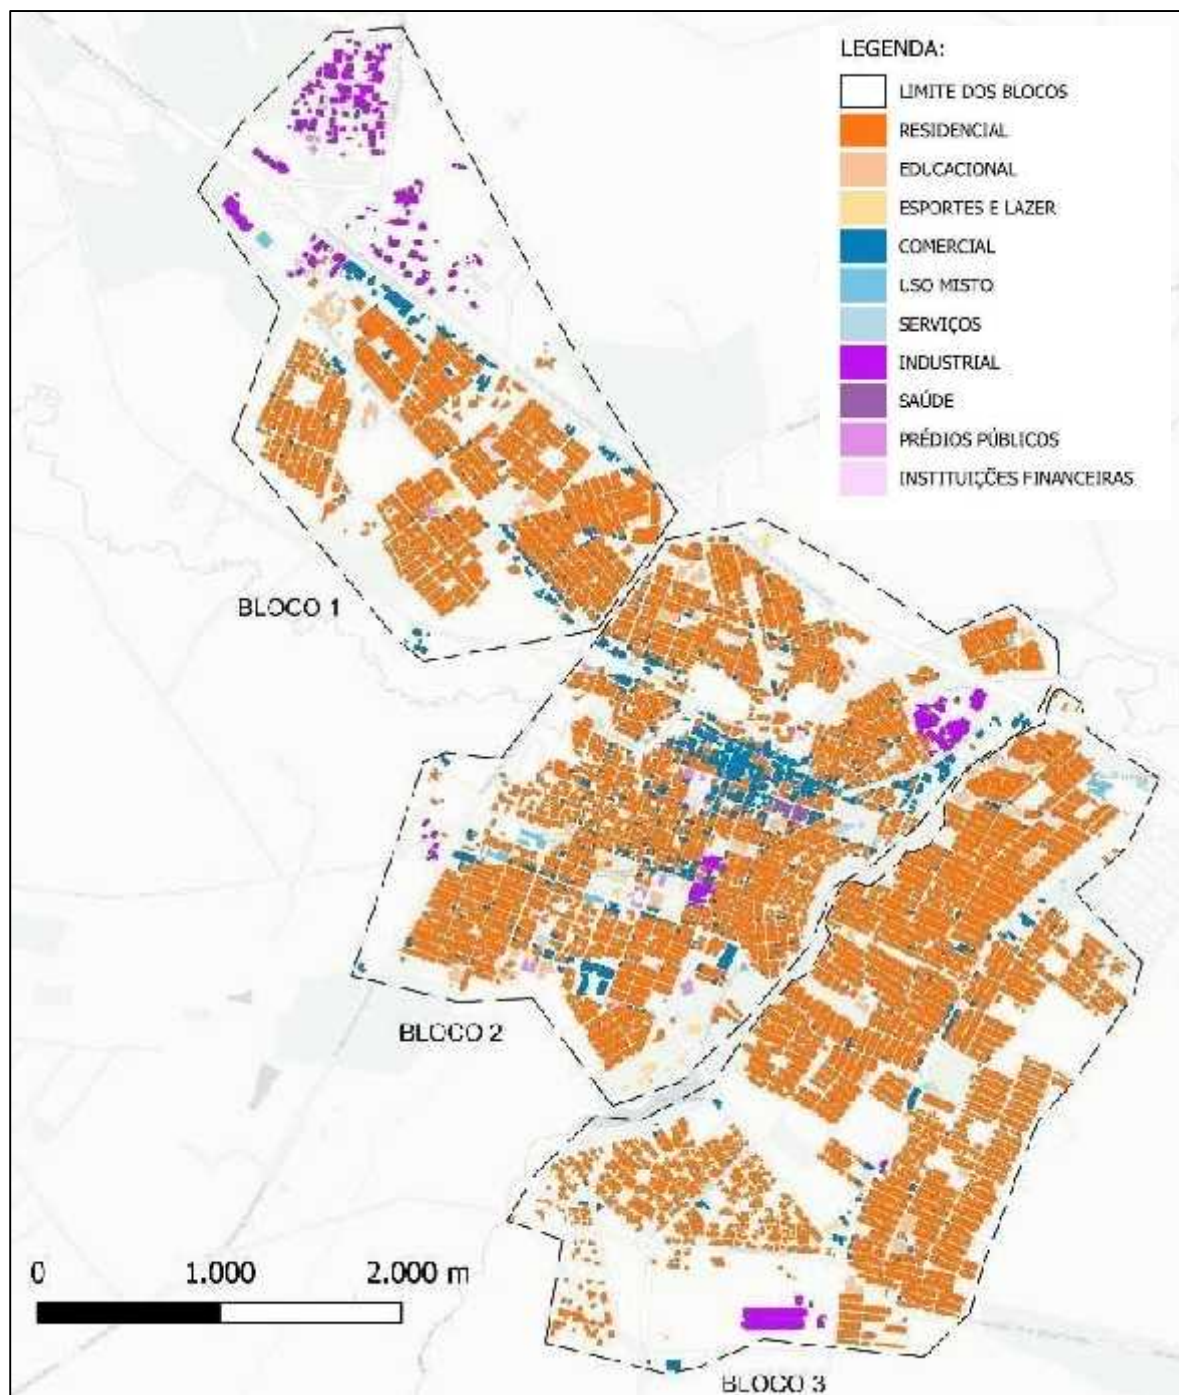 LEGENDA:
LIMITE DOS BLOCOS
RESIDENCIAL
EDUCACIONAL
ESPORTES E LAZER
COMERCIAL
USO MISTO
SERVIÇOS
INDUSTRIAL
SAÚDE
PRÉDIOS PÚBLICOS
INSTITUIÇÕES FINANCEIRAS
BLOCO 1
BLOCO 2
0 1.000 2.000 m
BLOCO 3